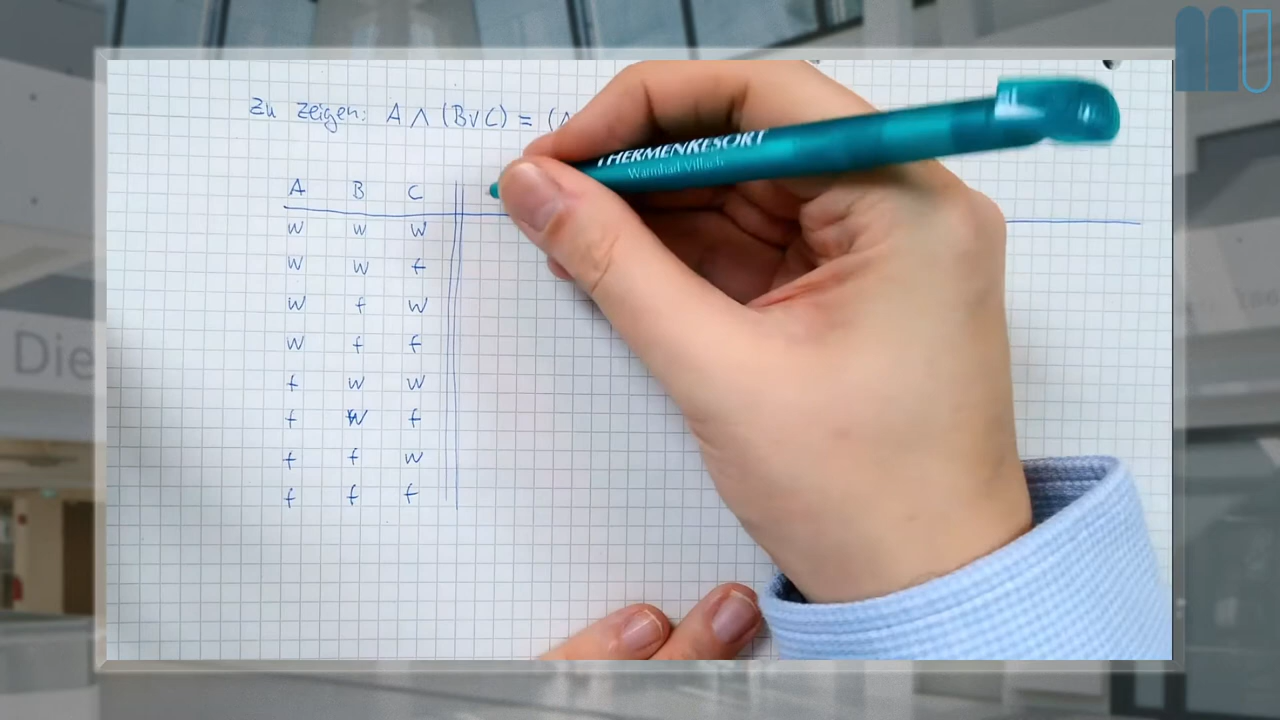 Zu zeigen: A ∧ (B ∨ C) = (A
A B C
w w w
w w f
w f w
w f f
f w w
f w f
f f w
f f f
THERMENRESORT
Warmbad Villach
Die